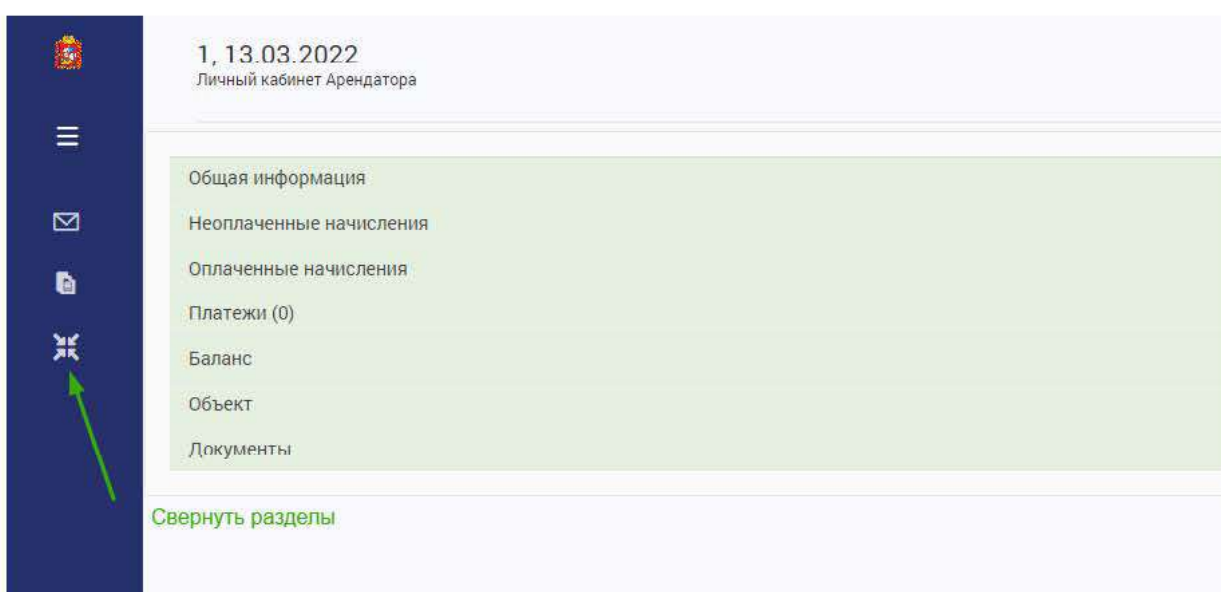 1, 13.03.2022
Личный кабинет Арендатора
Общая информация
Неоплаченные начисления
Оплаченные начисления
Платежи (0)
Баланс
Объект
Документы
Свернуть разделы